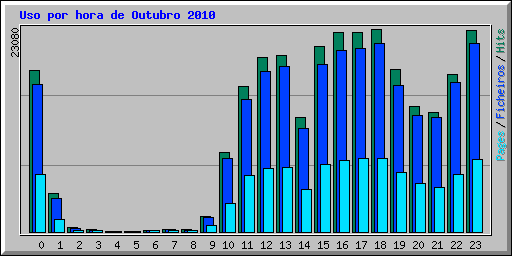 Uso por hora de Outubro 2010
23080
Pages / Ficheiros / Hits
0 1 2 3 4 5 6 7 8 9 10 11 12 13 14 15 16 17 18 19 20 21 22 23